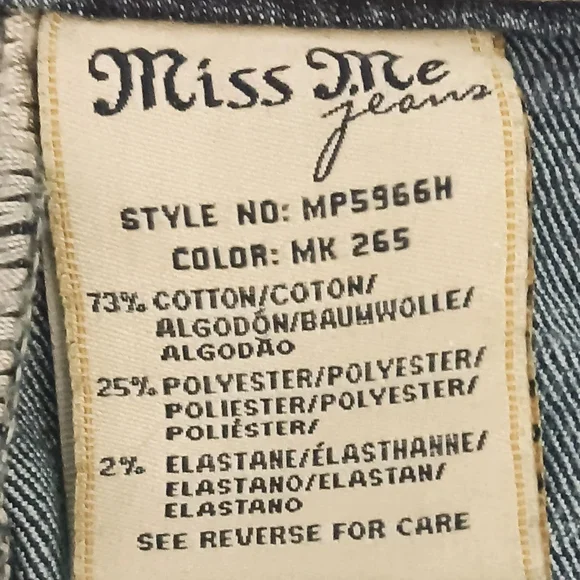 Miss Me
jeans
STYLE NO: MP5966H
COLOR: MK 265
73% COTTON/COTON/
ALGODÓN/BAUMWOLLE/
ALGODÃO
25% POLYESTER/POLYESTER/
POLIESTER/POLYESTER/
POLIÉSTER/
2% ELASTANE/ÉLASTHANNE/
ELASTANO/ELASTAN/
ELASTANO
SEE REVERSE FOR CARE